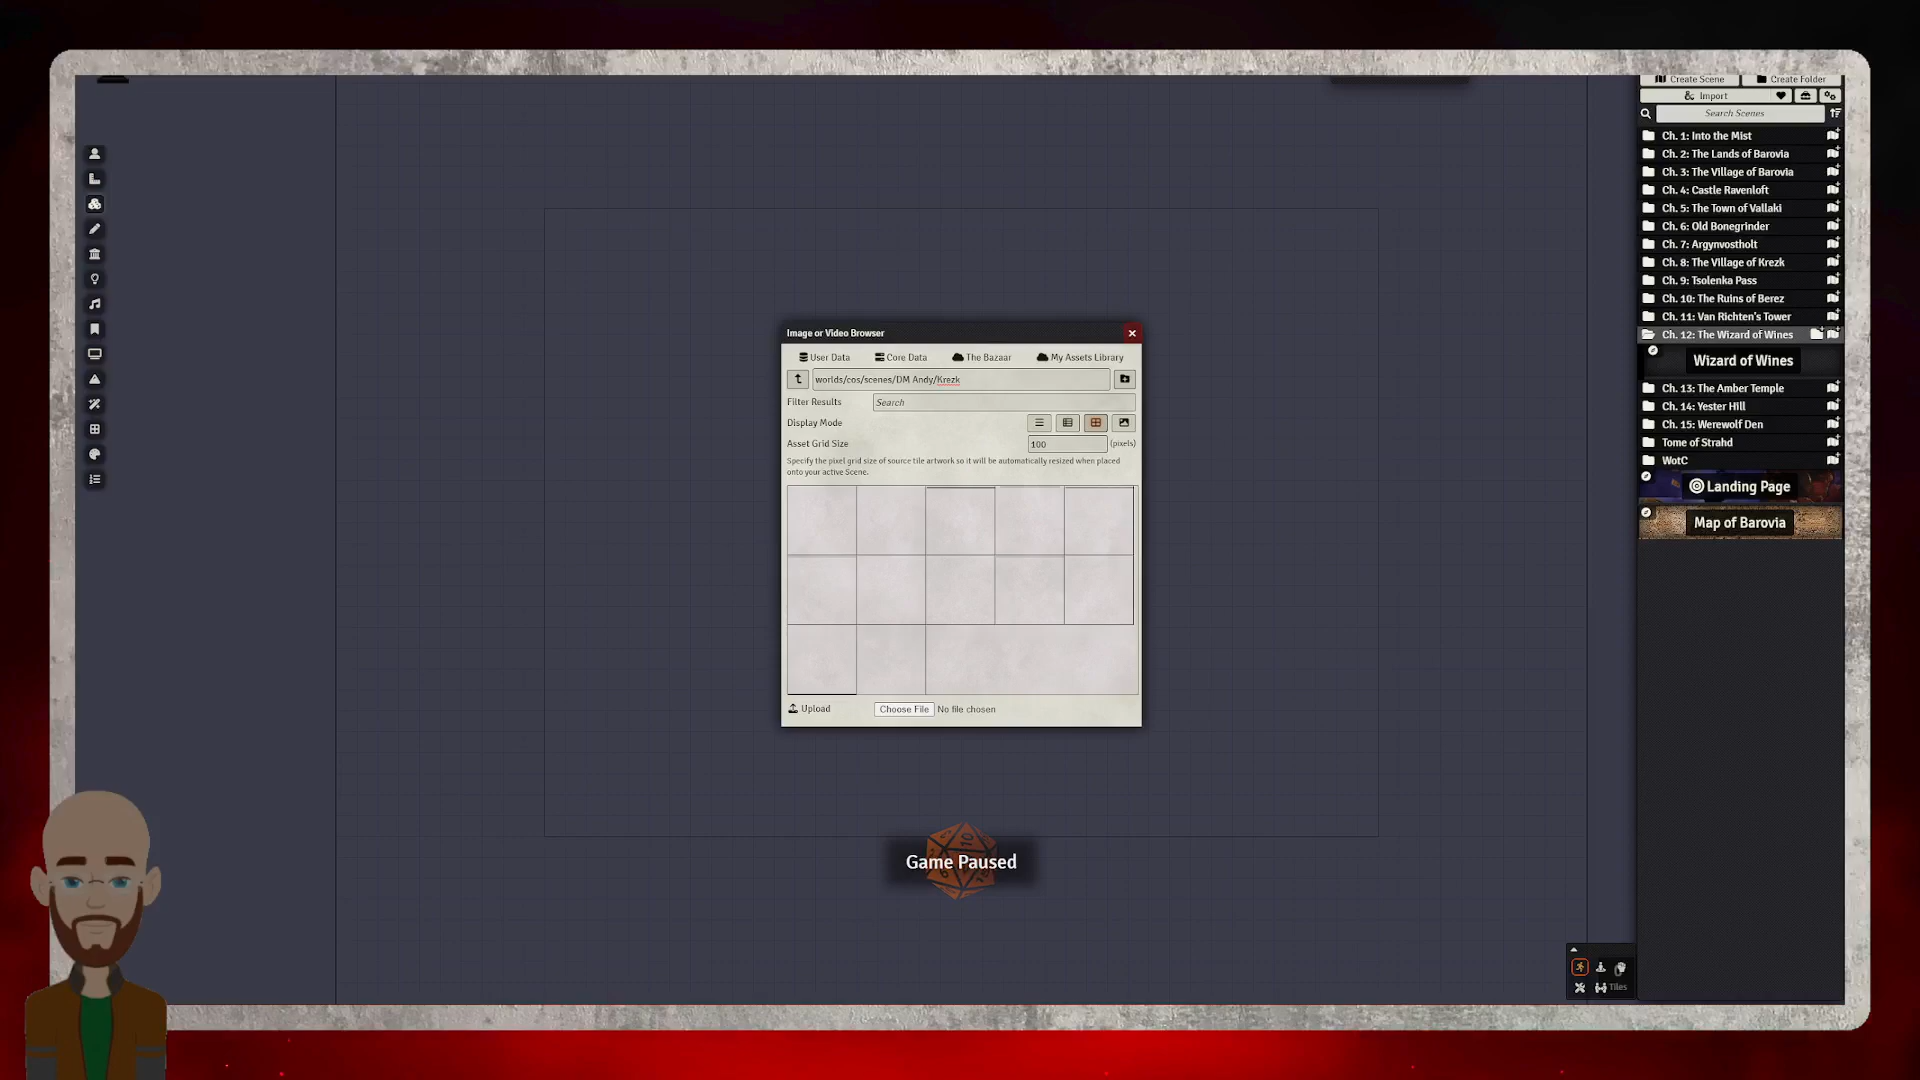 Create Scene
Create Folder
Import
Search Scenes
Ch. 1: Into the Mist
Ch. 2: The Lands of Barovia
Ch. 3: The Village of Barovia
Ch. 4: Castle Ravenloft
Ch. 5: The Town of Vallaki
Ch. 6: Old Bonegrinder
Ch. 7: Argynvostholt
Ch. 8: The Village of Krezk
Ch. 9: Tsolenka Pass
Ch. 10: The Ruins of Berez
Ch. 11: Van Richten's Tower
Ch. 12: The Wizard of Wines
Wizard of Wines
Ch. 13: The Amber Temple
Ch. 14: Yester Hill
Ch. 15: Werewolf Den
Tome of Strahd
WotC
Landing Page
Map of Barovia
Image or Video Browser
User Data
Core Data
The Bazaar
My Assets Library
worlds/cos/scenes/DM Andy/Krezk
Filter Results
Search
Display Mode
Asset Grid Size
100
(pixels)
Specify the pixel grid size of source tile artwork so it will be automatically resized when placed
onto your active Scene.
Upload
Choose File
No file chosen
10
Game Paused
Tiles